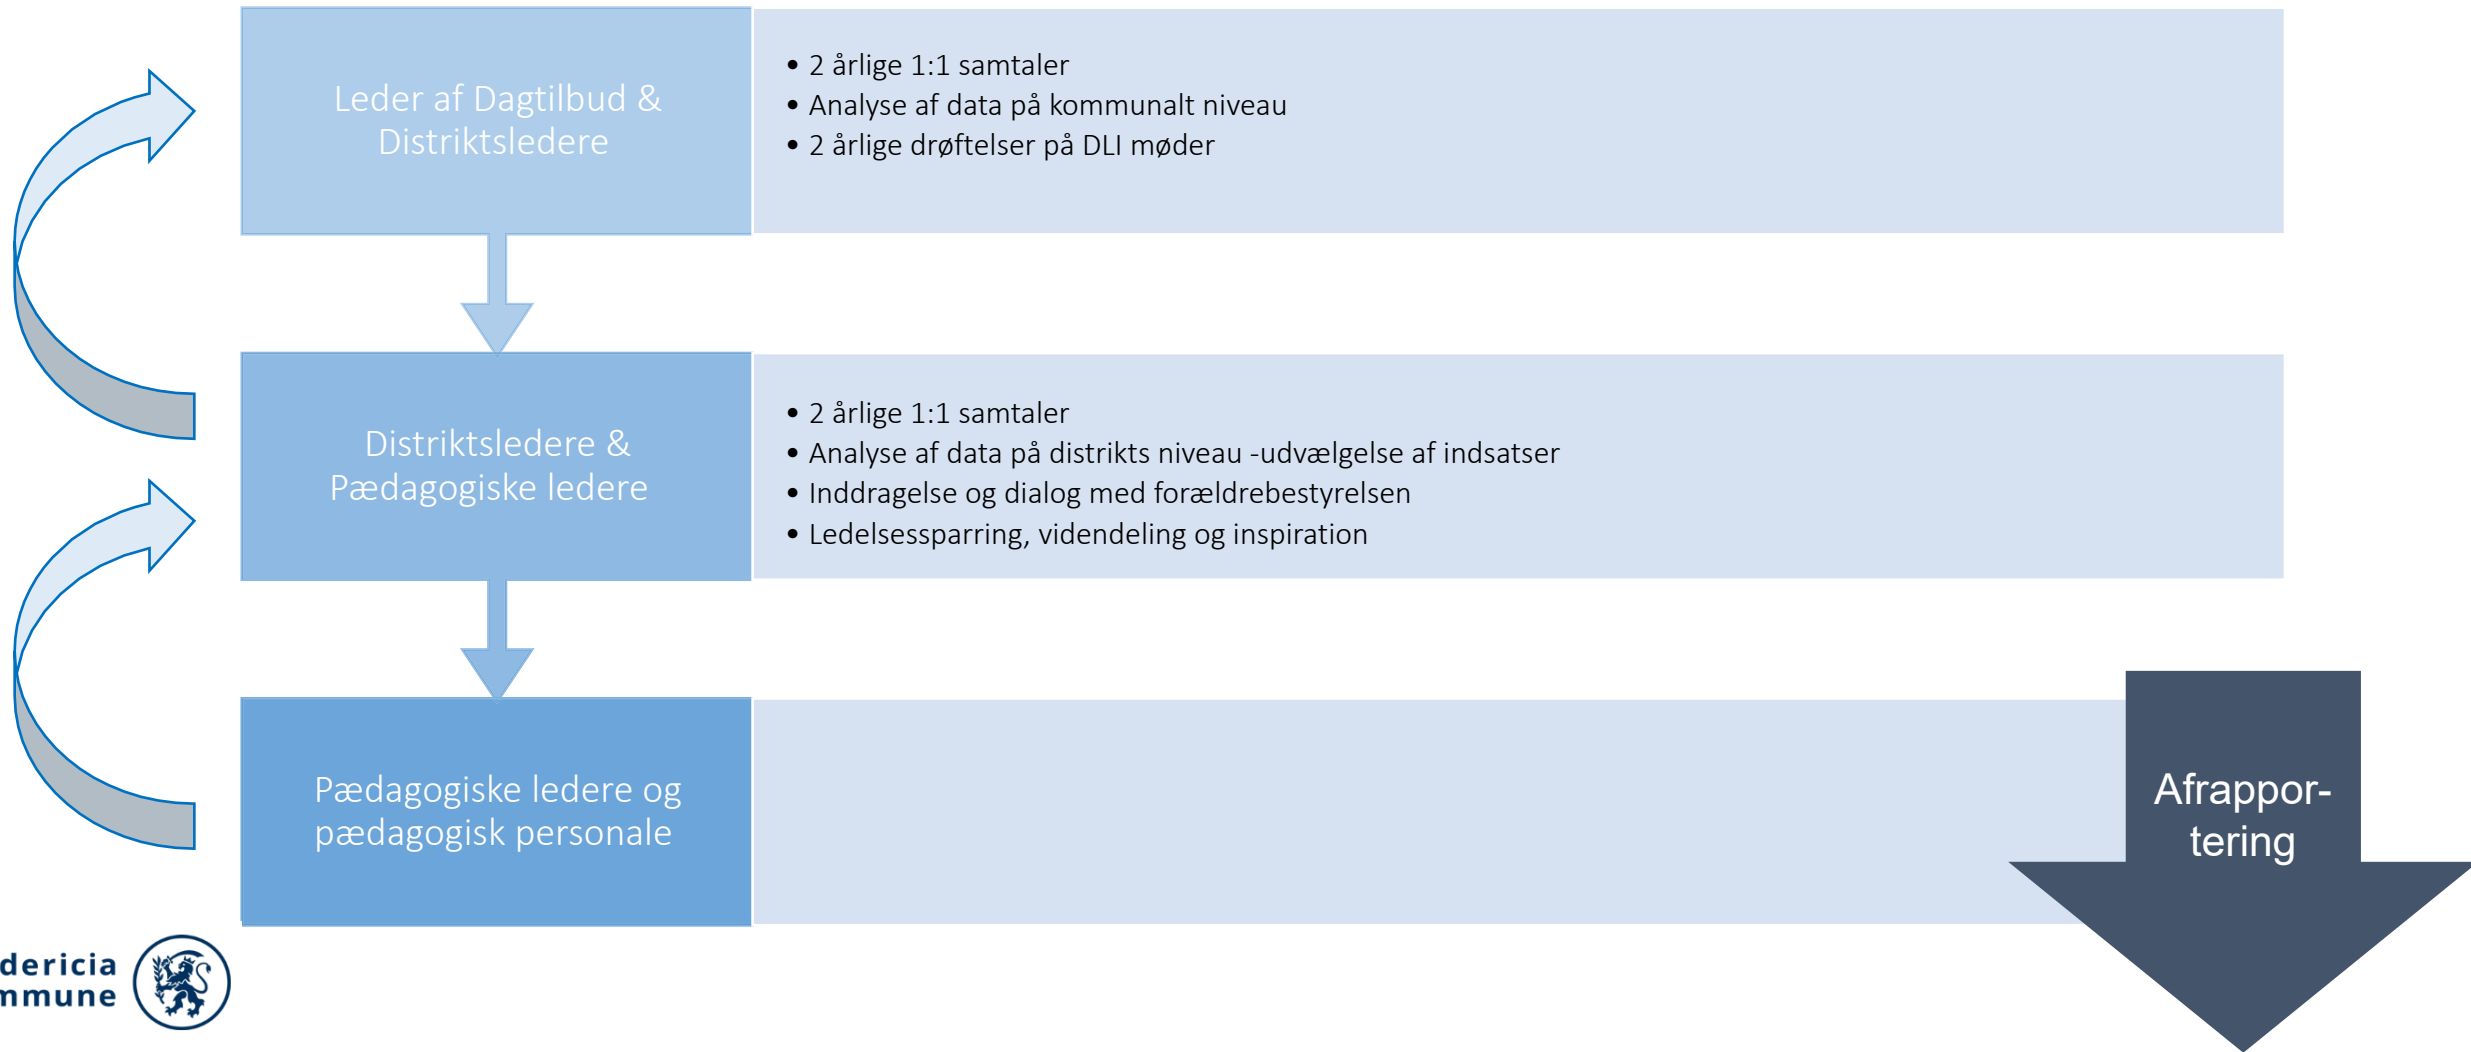 Leder af Dagtilbud &
Distriktsledere
• 2 årlige 1:1 samtaler
• Analyse af data på kommunalt niveau
• 2 årlige drøftelser på DLI møder
Distriktsledere &
Pædagogiske ledere
• 2 årlige 1:1 samtaler
• Analyse af data på distrikts niveau -udvælgelse af indsatser
• Inddragelse og dialog med forældrebestyrelsen
• Ledelsessparring, videndeling og inspiration
Pædagogiske ledere og
pædagogisk personale
Afrappor-
tering
dericia
mmune